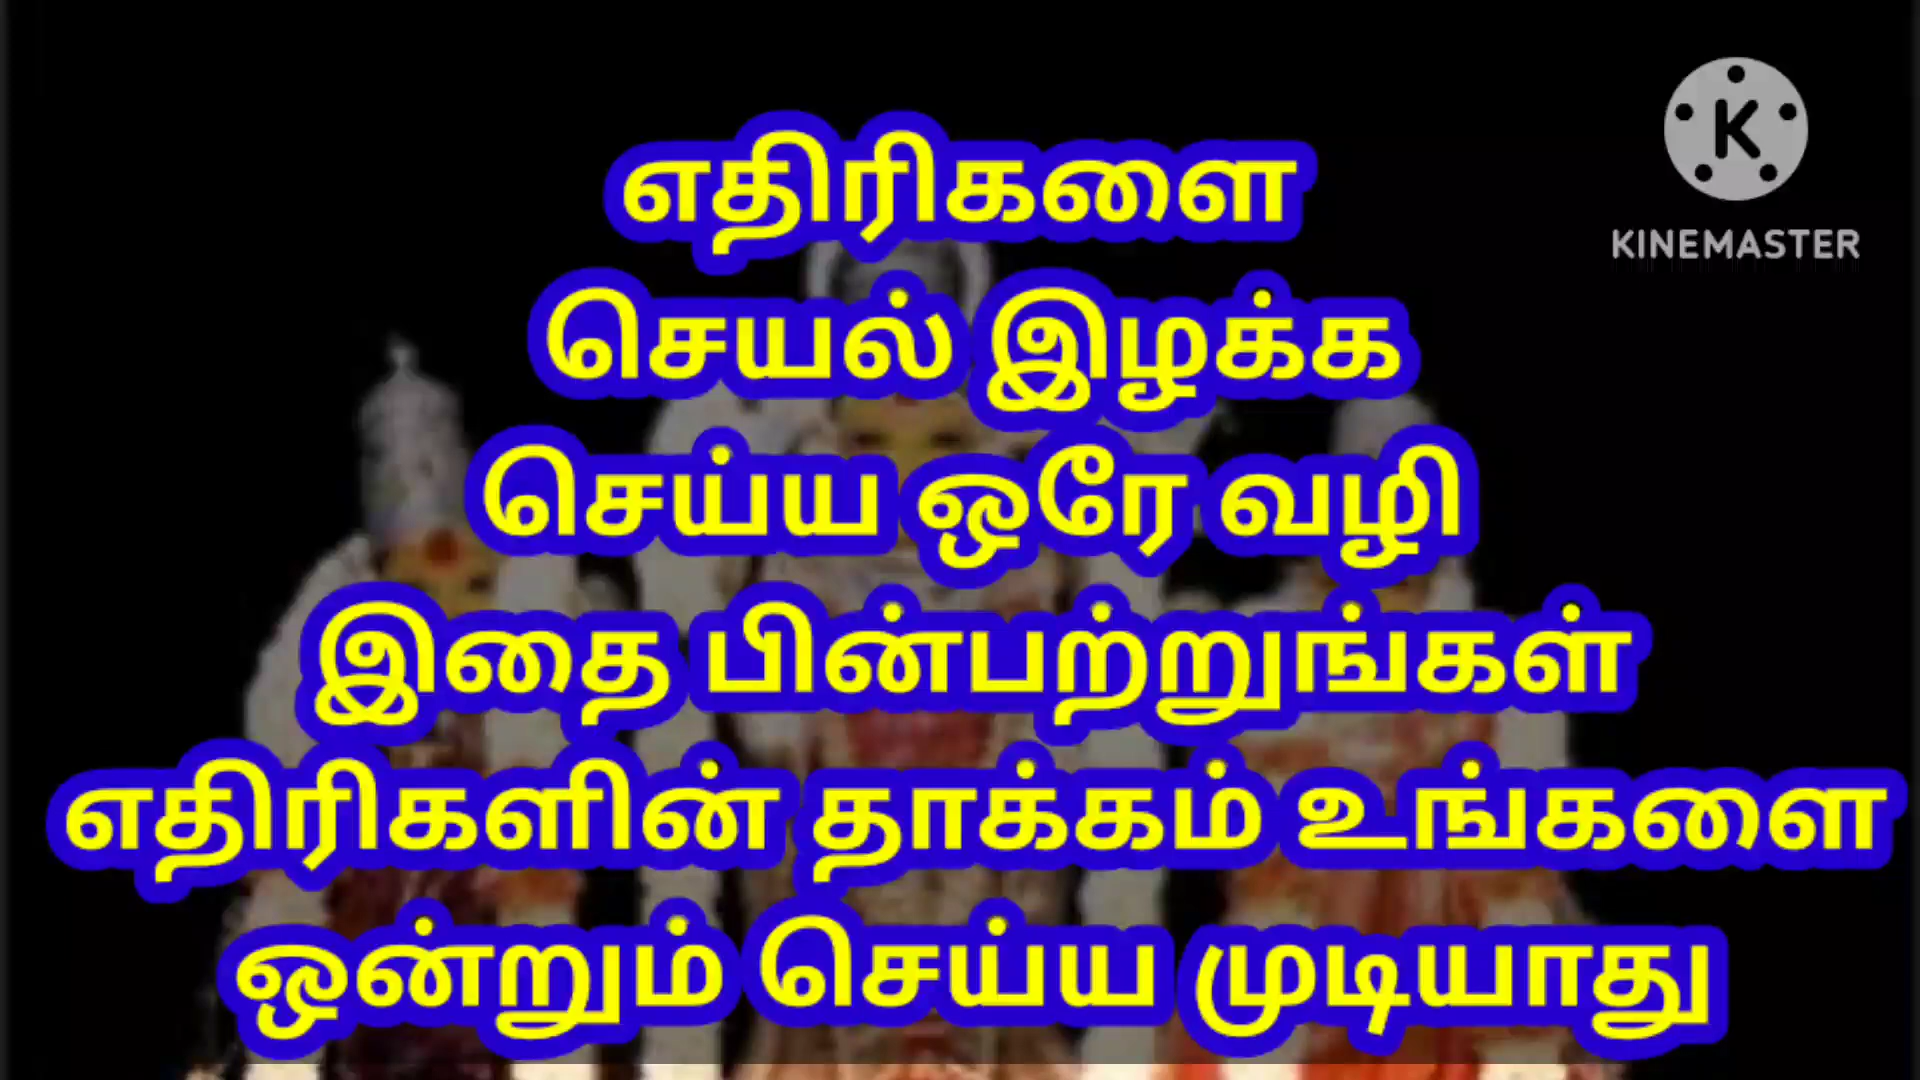 எதிரிகளை
செயல் இழக்க
செய்ய ஒரே வழி
இதை பின்பற்றுங்கள்
எதிரிகளின் தாக்கம் உங்களை
ஒன்றும் செய்ய முடியாது
K
KINEMASTER